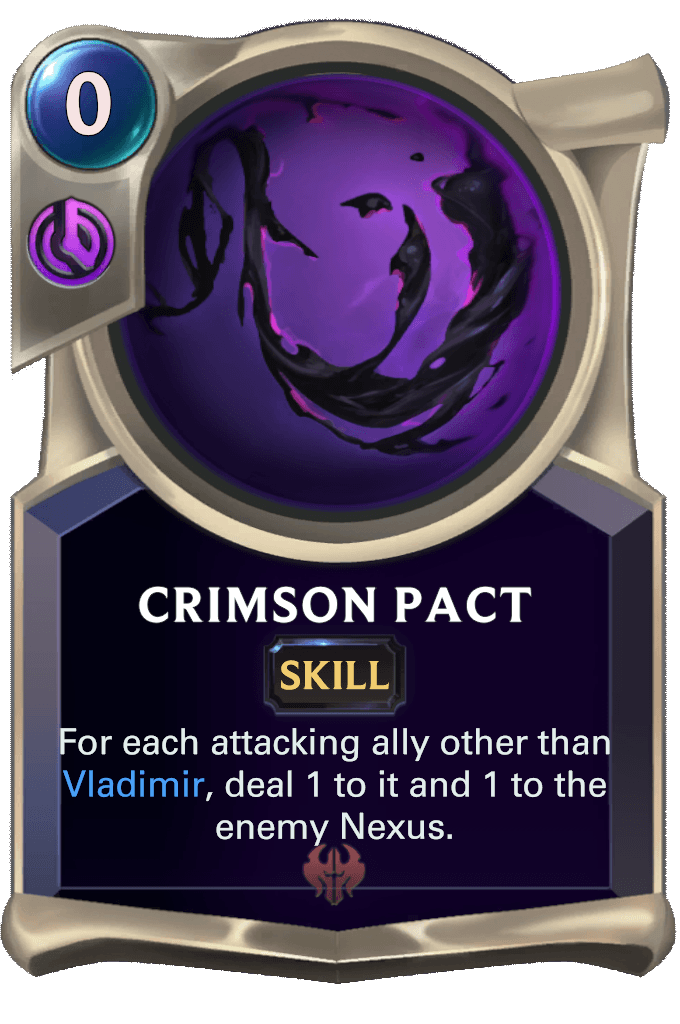 0
CRIMSON PACT
SKILL
For each attacking ally other than
Vladimir, deal 1 to it and 1 to the
enemy Nexus.